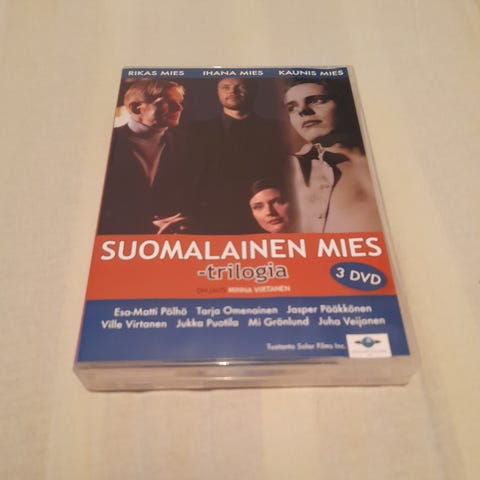 RIKAS MIES IHANA MIES KAUNIS MIES
SUOMALAINEN MIES
-trilogia
3 DVD
OHJAUS MINNA VIRTANEN
Esa-Matti Pölhö Tarja Omenainen Jasper Pääkkönen
Ville Virtanen Jukka Puotila Mi Grönlund Juha Veijonen
Tuotanto Solar Films Inc.